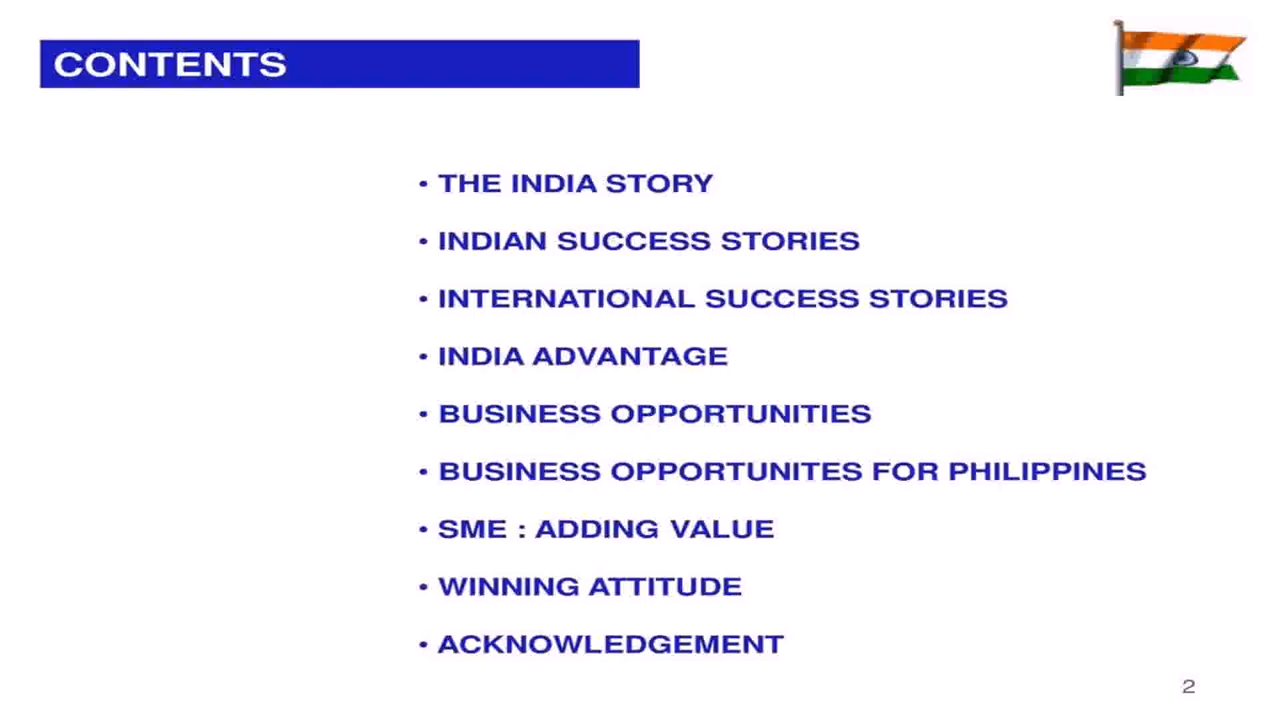 CONTENTS
• THE INDIA STORY
• INDIAN SUCCESS STORIES
• INTERNATIONAL SUCCESS STORIES
• INDIA ADVANTAGE
• BUSINESS OPPORTUNITIES
• BUSINESS OPPORTUNITES FOR PHILIPPINES
• SME : ADDING VALUE
• WINNING ATTITUDE
• ACKNOWLEDGEMENT
2